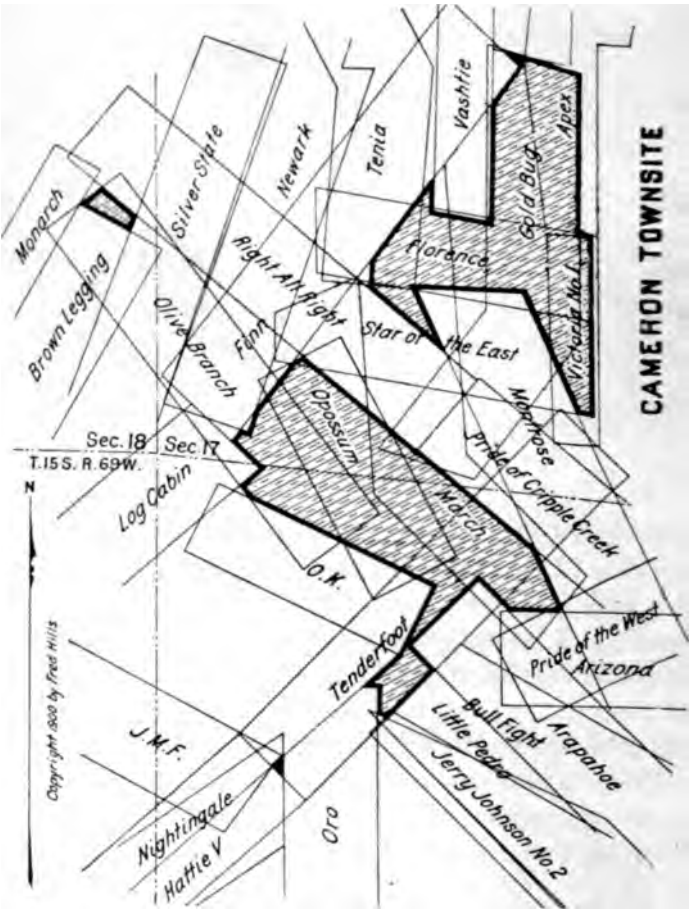 CAMERON TOWNSITE
Monarch
Brown Legging
Silver State
Newark
Tenia
Vashtie
Gold Bug
Apex
Florence
Victoria No.1
Olive Branch
Finn
Right Alt Right
Star of the East
Opossum
March
Montrose
Pride of Cripple Creek
Sec. 18 Sec. 17
T.15 S. R. 69 W.
Log Cabin
N
O.K.
Tenderfoot
Pride of the West
Arizona
Arapahoe
Bull Fight
Little Pedro
Jerry Johnson No 2
J.M.F.
Nightingale
Hattie V
Oro
Copyright 1900 by Fred Hills